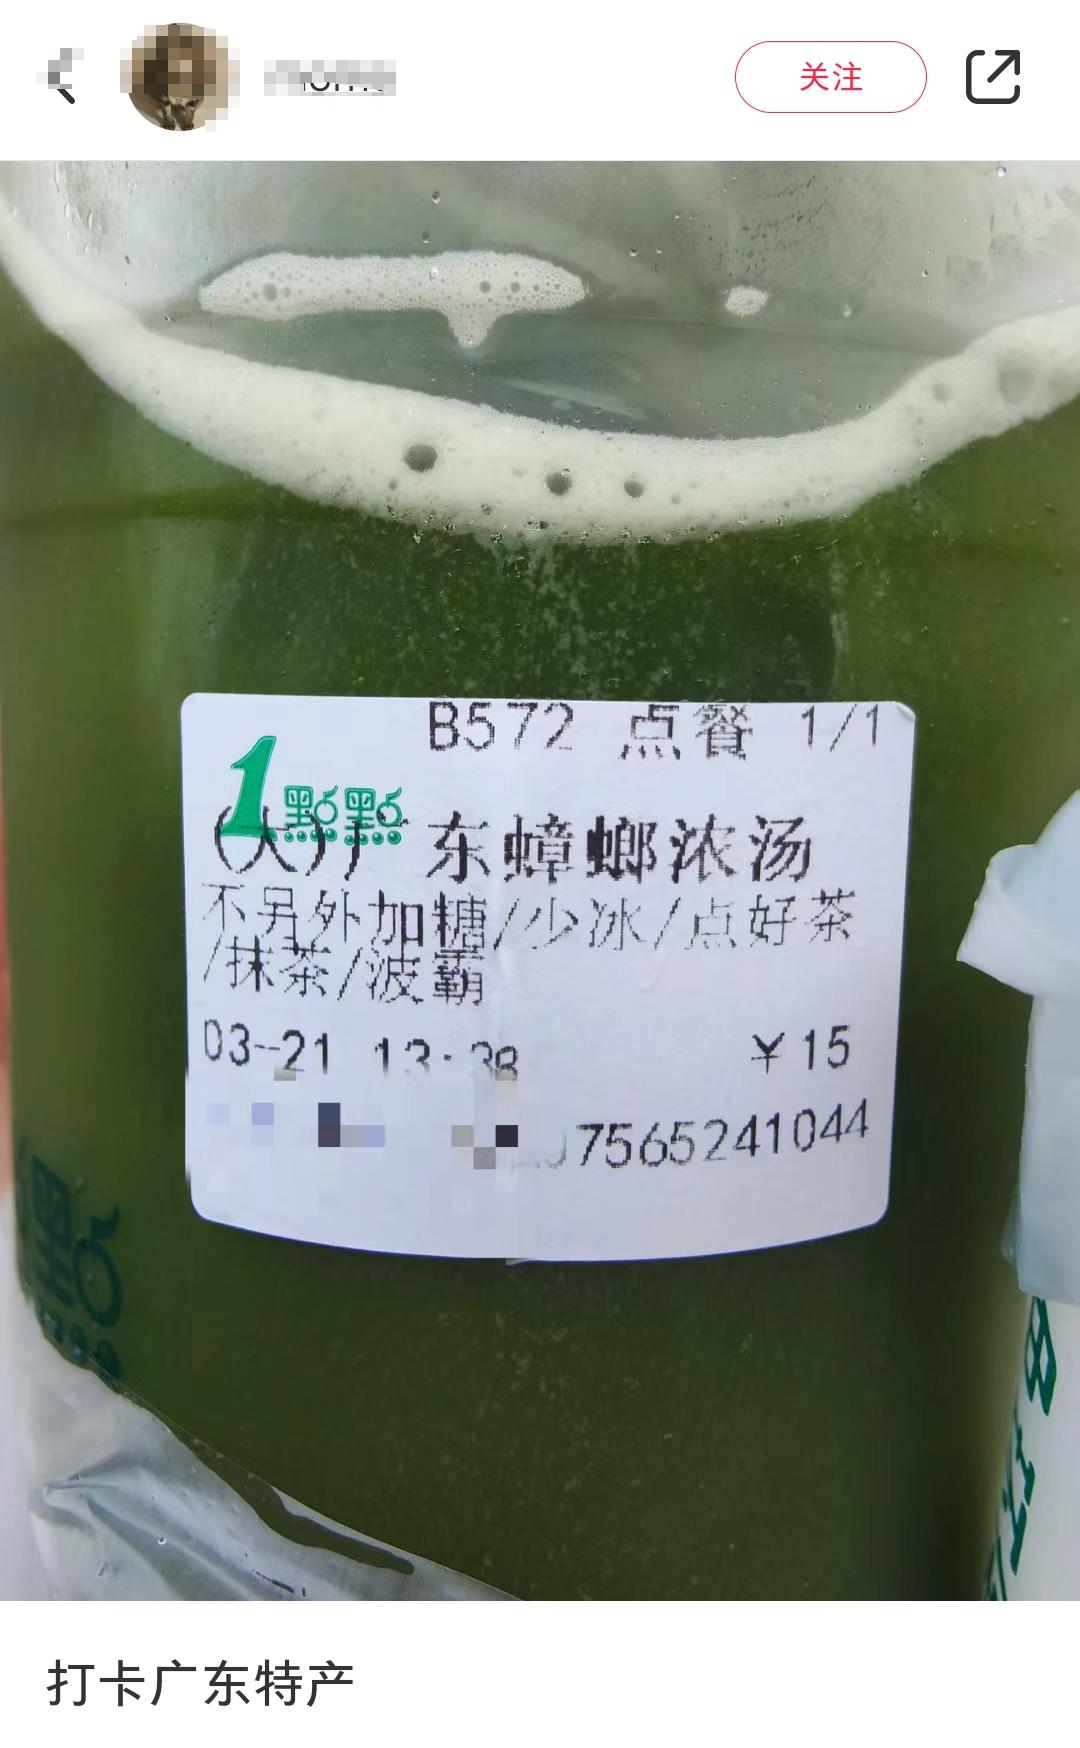 关注
B572 点餐 1/1
1點點
(大)广东蟑螂浓汤
不另外加糖/少冰/点好茶
/抹茶/波霸
03-21 13:38
￥15
7565241044
打卡广东特产